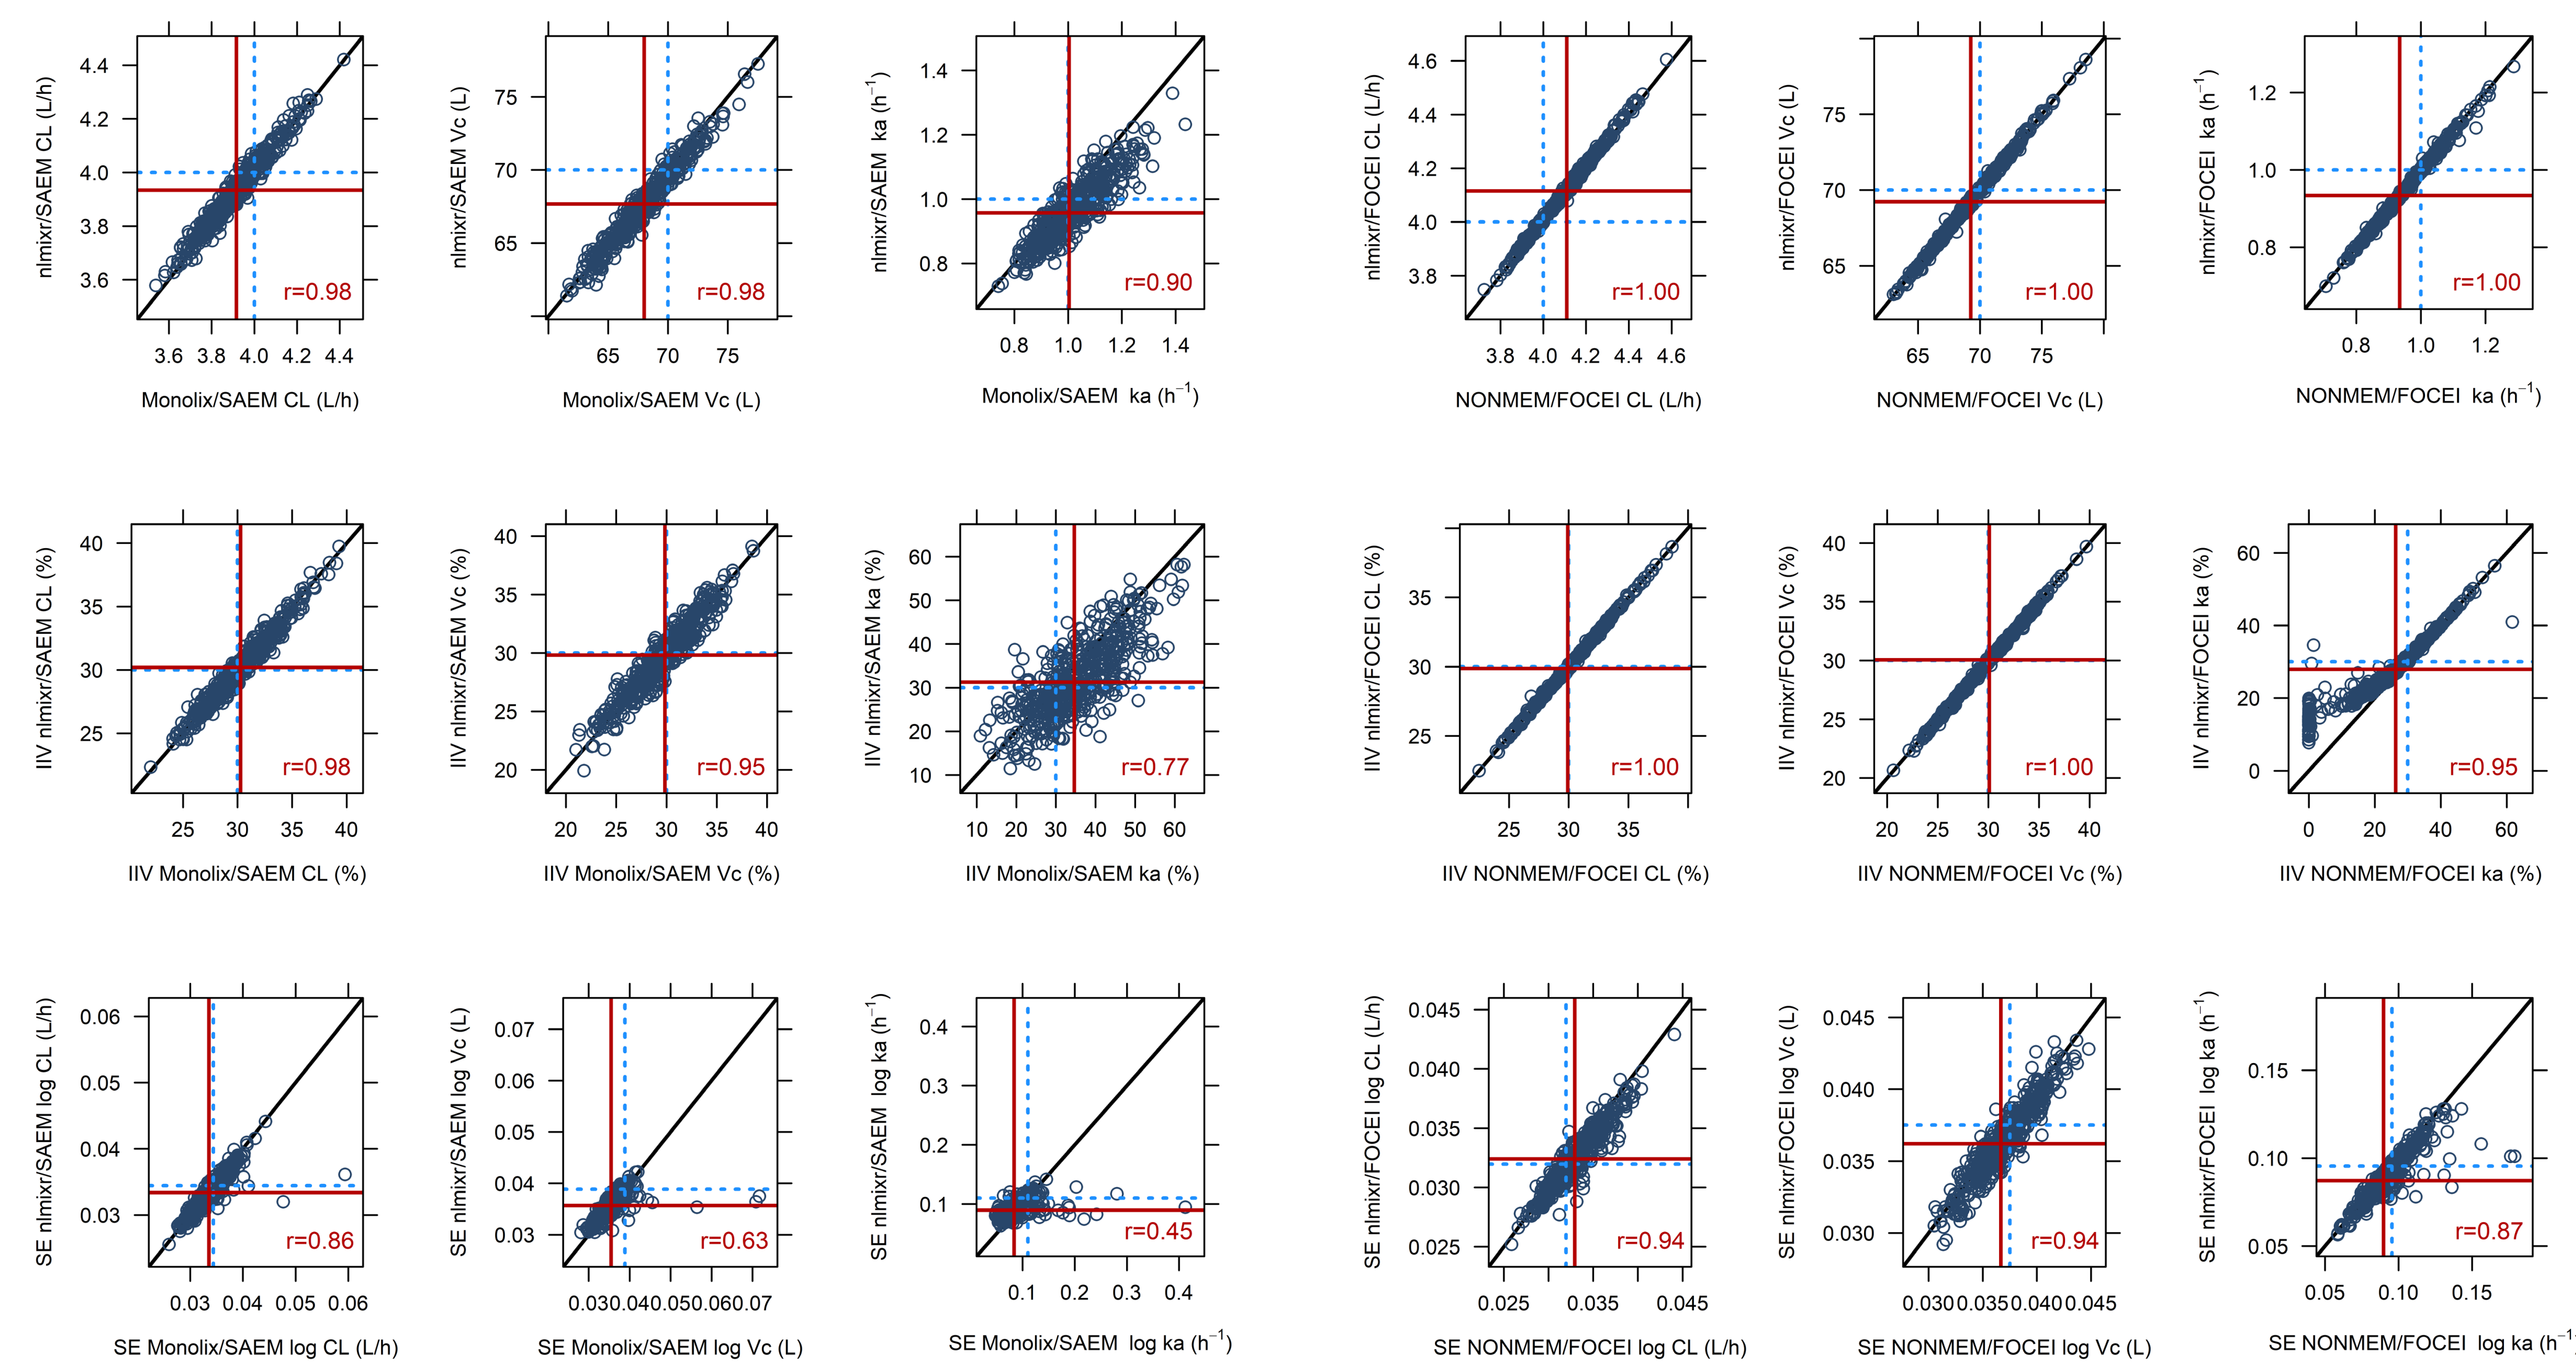 nlmixr/SAEM CL (L/h)
4.4
4.2
4.0
3.8
3.6
r=0.98
3.6 3.8 4.0 4.2 4.4
Monolix/SAEM CL (L/h)
nlmixr/SAEM Vc (L)
75
70
65
r=0.98
65 70 75
Monolix/SAEM Vc (L)
nlmixr/SAEM ka (h⁻¹)
1.4
1.2
1.0
0.8
r=0.90
0.8 1.0 1.2 1.4
Monolix/SAEM ka (h⁻¹)
nlmixr/FOCEI CL (L/h)
4.6
4.4
4.2
4.0
3.8
r=1.00
3.8 4.0 4.2 4.4 4.6
NONMEM/FOCEI CL (L/h)
nlmixr/FOCEI Vc (L)
75
70
65
r=1.00
65 70 75
NONMEM/FOCEI Vc (L)
nlmixr/FOCEI ka (h⁻¹)
1.2
1.0
0.8
r=1.00
0.8 1.0 1.2
NONMEM/FOCEI ka (h⁻¹)
IIV nlmixr/SAEM CL (%)
40
35
30
25
r=0.98
25 30 35 40
IIV Monolix/SAEM CL (%)
IIV nlmixr/SAEM Vc (%)
40
35
30
25
20
r=0.95
20 25 30 35 40
IIV Monolix/SAEM Vc (%)
IIV nlmixr/SAEM ka (%)
60
50
40
30
20
10
r=0.77
10 20 30 40 50 60
IIV Monolix/SAEM ka (%)
IIV nlmixr/FOCEI CL (%)
35
30
25
r=1.00
25 30 35
IIV NONMEM/FOCEI CL (%)
IIV nlmixr/FOCEI Vc (%)
40
35
30
25
20
r=1.00
20 25 30 35 40
IIV NONMEM/FOCEI Vc (%)
IIV nlmixr/FOCEI ka (%)
60
40
20
0
r=0.95
0 20 40 60
IIV NONMEM/FOCEI ka (%)
SE nlmixr/SAEM log CL (L/h)
0.06
0.05
0.04
0.03
r=0.86
0.03 0.04 0.05 0.06
SE Monolix/SAEM log CL (L/h)
SE nlmixr/SAEM log Vc (L)
0.07
0.06
0.05
0.04
0.03
r=0.63
0.03 0.04 0.05 0.06 0.07
SE Monolix/SAEM log Vc (L)
SE nlmixr/SAEM log ka (h⁻¹)
0.4
0.3
0.2
0.1
r=0.45
0.1 0.2 0.3 0.4
SE Monolix/SAEM log ka (h⁻¹)
SE nlmixr/FOCEI log CL (L/h)
0.045
0.040
0.035
0.030
0.025
r=0.94
0.025 0.035 0.045
SE NONMEM/FOCEI log CL (L/h)
SE nlmixr/FOCEI log Vc (L)
0.045
0.040
0.035
0.030
r=0.94
0.030 0.035 0.040 0.045
SE NONMEM/FOCEI log Vc (L)
SE nlmixr/FOCEI log ka (h⁻¹)
0.15
0.10
0.05
r=0.87
0.05 0.10 0.15
SE NONMEM/FOCEI log ka (h⁻¹